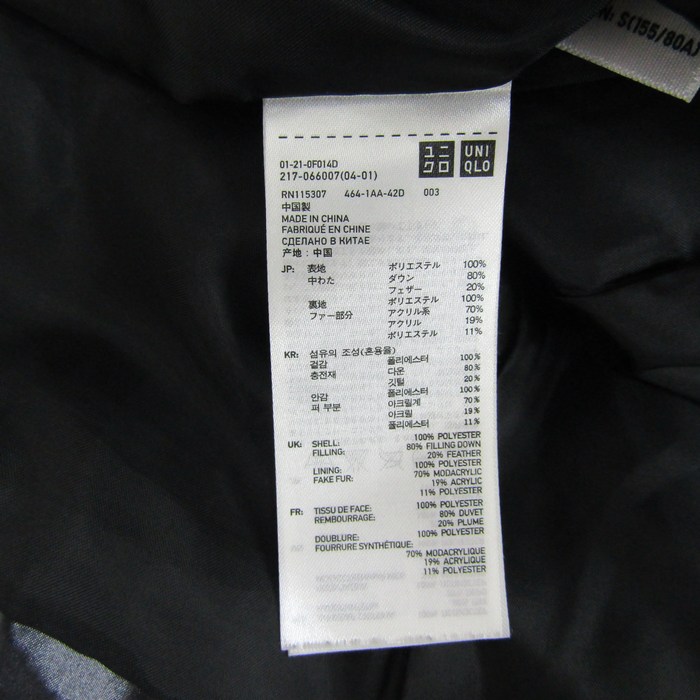 N: S(155/80A)
ユニクロ
UNIQLO
01-21-0F014D
217-066007(04-01)
RN115307 464-1AA-42D 003
中国製
MADE IN CHINA
FABRIQUÉ EN CHINE
СДЕЛАНО В КИТАЕ
产地：中国
JP: 表地 ポリエステル 100%
中わた ダウン 80%
フェザー 20%
裏地 ポリエステル 100%
ファー部分 アクリル系 70%
アクリル 19%
ポリエステル 11%
KR: 섬유의 조성(혼용율)
겉감 폴리에스터 100%
충전재 다운 80%
깃털 20%
안감 폴리에스터 100%
퍼 부분 아크릴계 70%
아크릴 19%
폴리에스터 11%
UK: SHELL: 100% POLYESTER
FILLING: 80% FILLING DOWN
20% FEATHER
LINING: 100% POLYESTER
FAKE FUR: 70% MODACRYLIC
19% ACRYLIC
11% POLYESTER
FR: TISSU DE FACE: 100% POLYESTER
REMBOURRAGE: 80% DUVET
20% PLUME
DOUBLURE: 100% POLYESTER
FOURRURE SYNTHÉTIQUE:
70% MODACRYLIQUE
19% ACRYLIQUE
11% POLYESTER